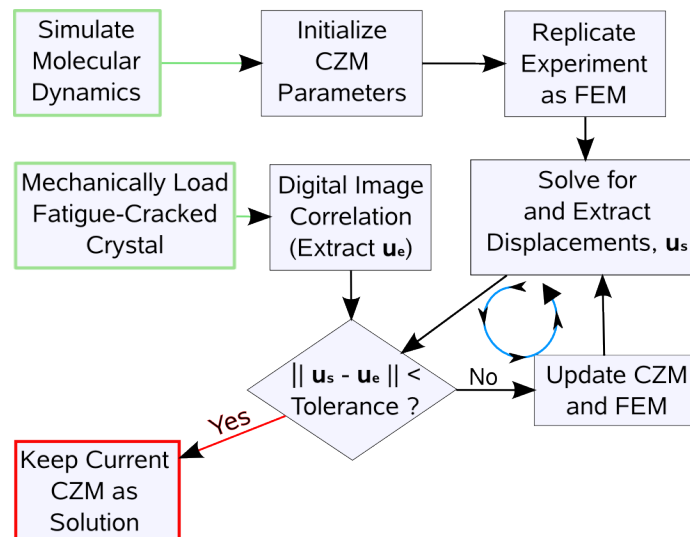 Simulate
Molecular
Dynamics
Initialize
CZM
Parameters
Replicate
Experiment
as FEM
Mechanically Load
Fatigue-Cracked
Crystal
Digital Image
Correlation
(Extract uₑ)
Solve for
and Extract
Displacements, uₛ
|| uₛ - uₑ || <
Tolerance ?
No
Update CZM
and FEM
Yes
Keep Current
CZM as
Solution